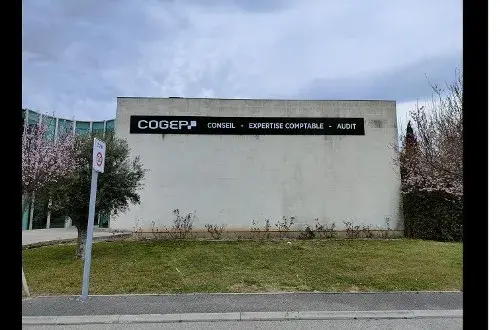 COGEP CONSEIL - EXPERTISE COMPTABLE - AUDIT